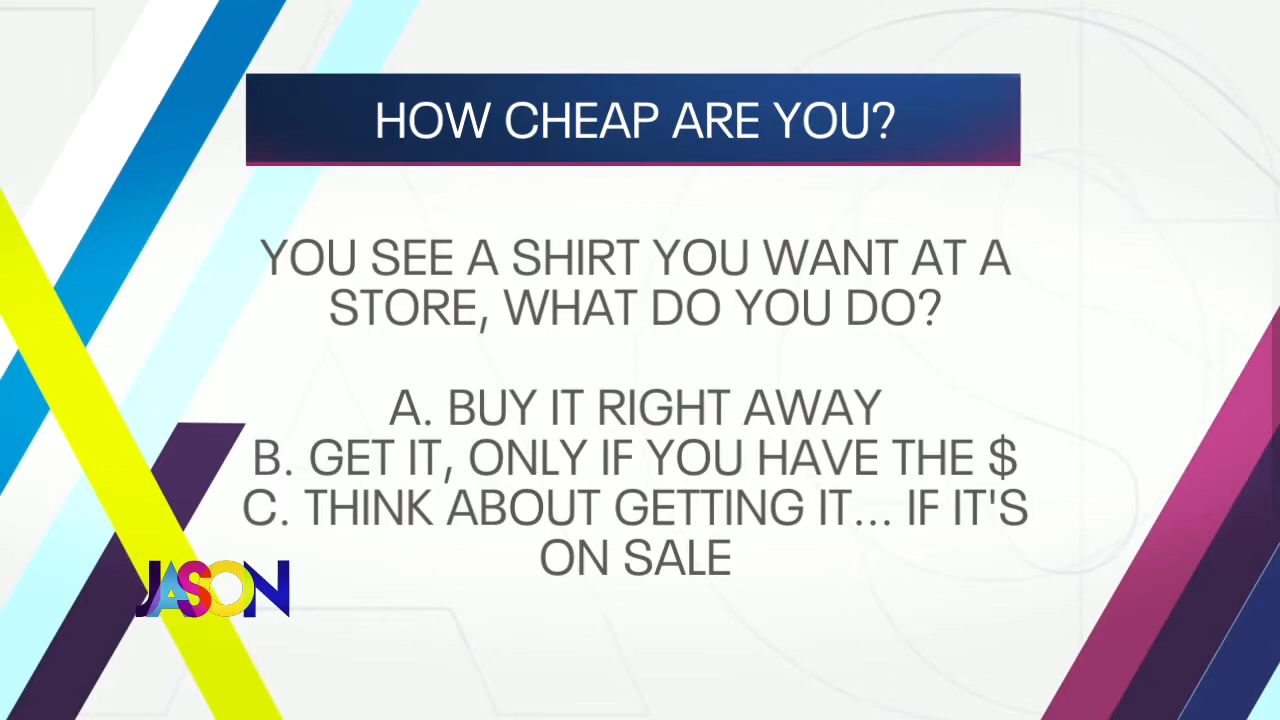 HOW CHEAP ARE YOU?
YOU SEE A SHIRT YOU WANT AT A
STORE, WHAT DO YOU DO?
A. BUY IT RIGHT AWAY
B. GET IT, ONLY IF YOU HAVE THE $
C. THINK ABOUT GETTING IT... IF IT'S
ON SALE
JASON